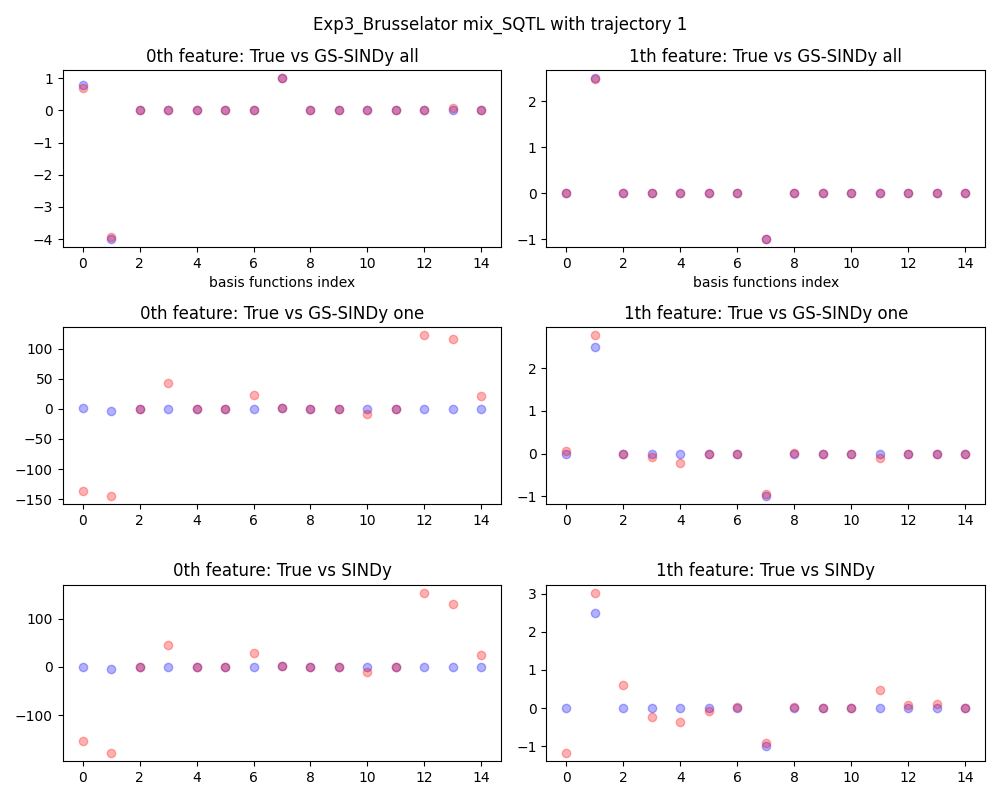 Exp3_Brusselator mix_SQTL with trajectory 1
0th feature: True vs GS-SINDy all
1
0
−1
−2
−3
−4
0 2 4 6 8 10 12 14
basis functions index
1th feature: True vs GS-SINDy all
2
1
0
−1
0 2 4 6 8 10 12 14
basis functions index
0th feature: True vs GS-SINDy one
100
50
0
−50
−100
−150
0 2 4 6 8 10 12 14
1th feature: True vs GS-SINDy one
2
1
0
−1
0 2 4 6 8 10 12 14
0th feature: True vs SINDy
100
0
−100
0 2 4 6 8 10 12 14
1th feature: True vs SINDy
3
2
1
0
−1
0 2 4 6 8 10 12 14